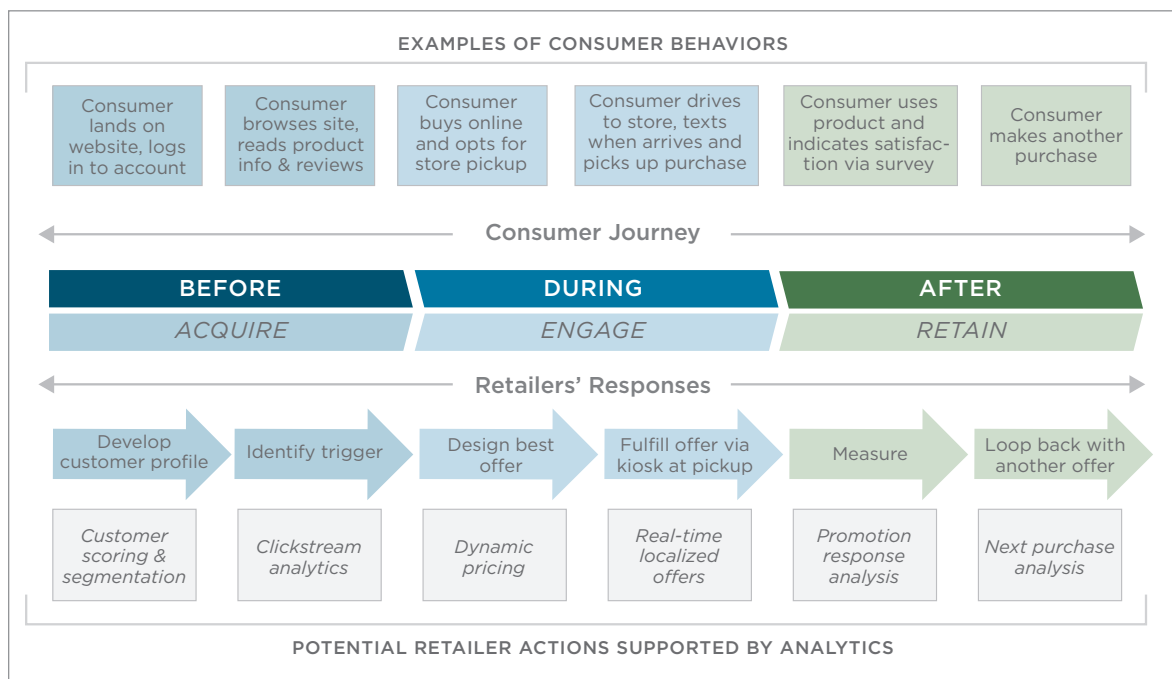 EXAMPLES OF CONSUMER BEHAVIORS
Consumer
lands on
website, logs
in to account
Consumer
browses site,
reads product
info & reviews
Consumer
buys online
and opts for
store pickup
Consumer drives
to store, texts
when arrives and
picks up purchase
Consumer uses
product and
indicates satisfac-
tion via survey
Consumer
makes another
purchase
Consumer Journey
BEFORE
DURING
AFTER
ACQUIRE
ENGAGE
RETAIN
Retailers’ Responses
Develop
customer profile
Identify trigger
Design best
offer
Fulfill offer via
kiosk at pickup
Measure
Loop back with
another offer
Customer
scoring &
segmentation
Clickstream
analytics
Dynamic
pricing
Real-time
localized
offers
Promotion
response
analysis
Next purchase
analysis
POTENTIAL RETAILER ACTIONS SUPPORTED BY ANALYTICS